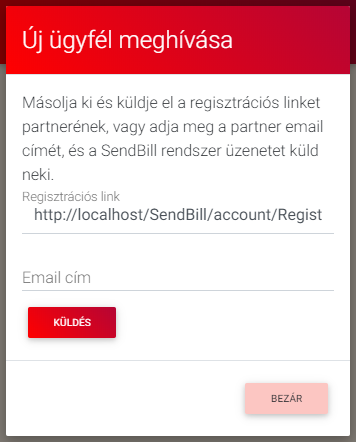 Új ügyfél meghívása
Másolja ki és küldje el a regisztrációs linket
partnerének, vagy adja meg a partner email
címét, és a SendBill rendszer üzenetet küld
neki.
Regisztrációs link
http://localhost/SendBill/account/Regist
Email cím
KÜLDÉS
BEZÁR